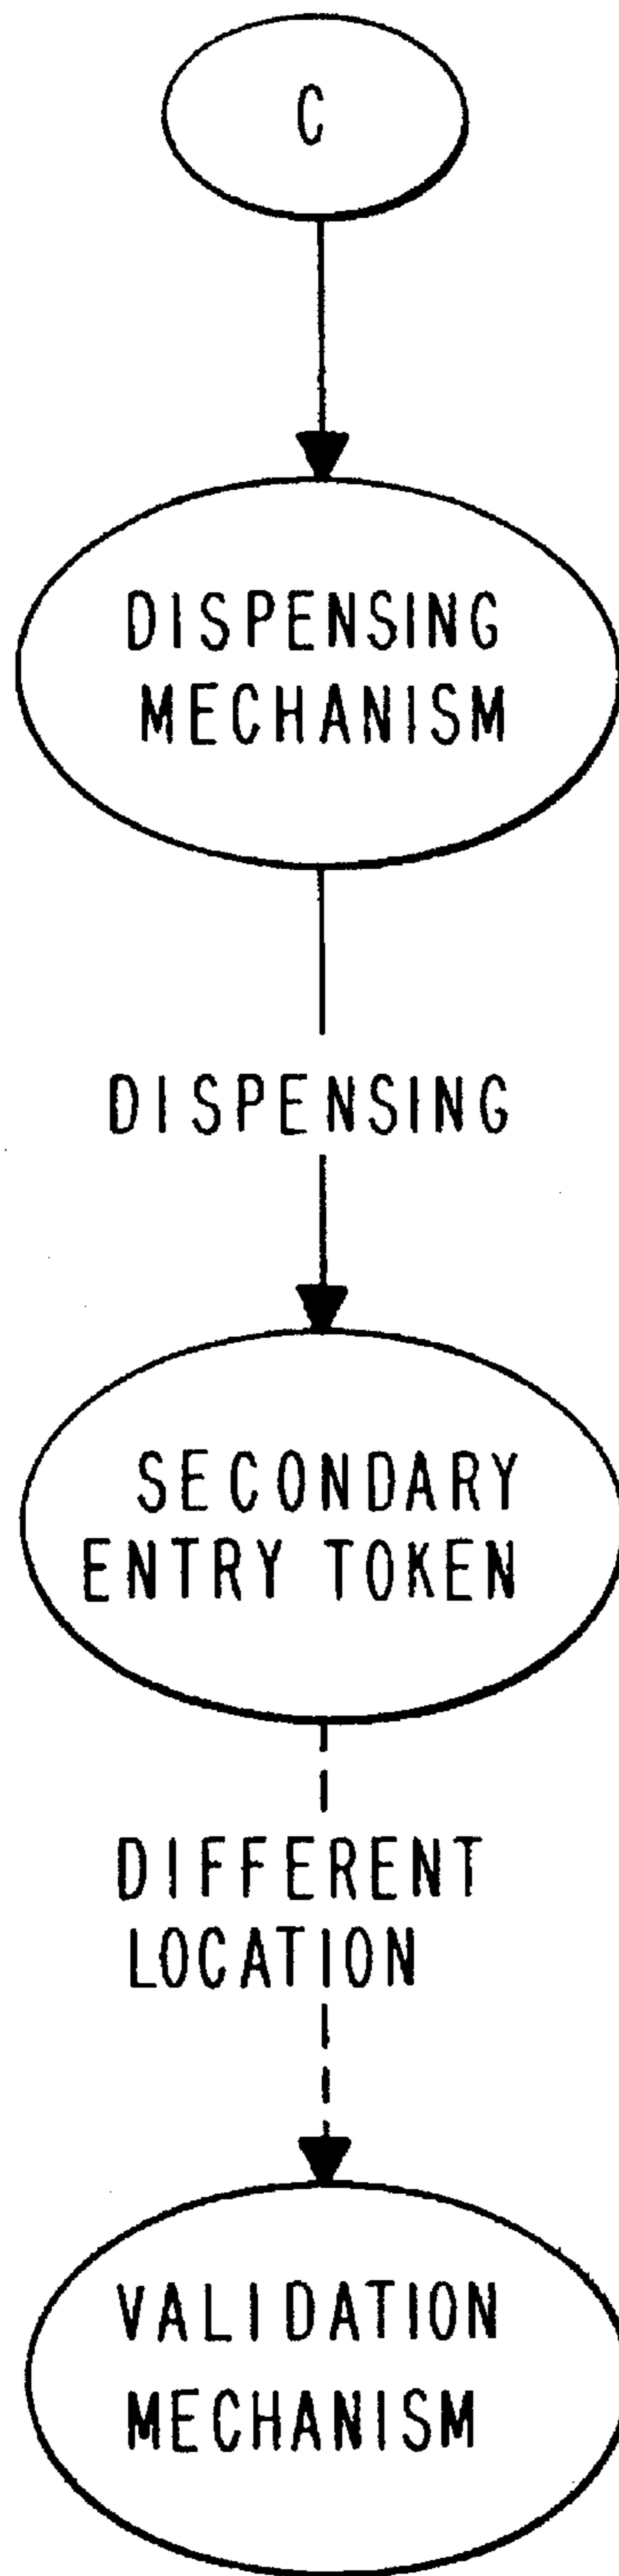 C
DISPENSING
MECHANISM
DISPENSING
SECONDARY
ENTRY TOKEN
DIFFERENT
LOCATION
VALIDATION
MECHANISM